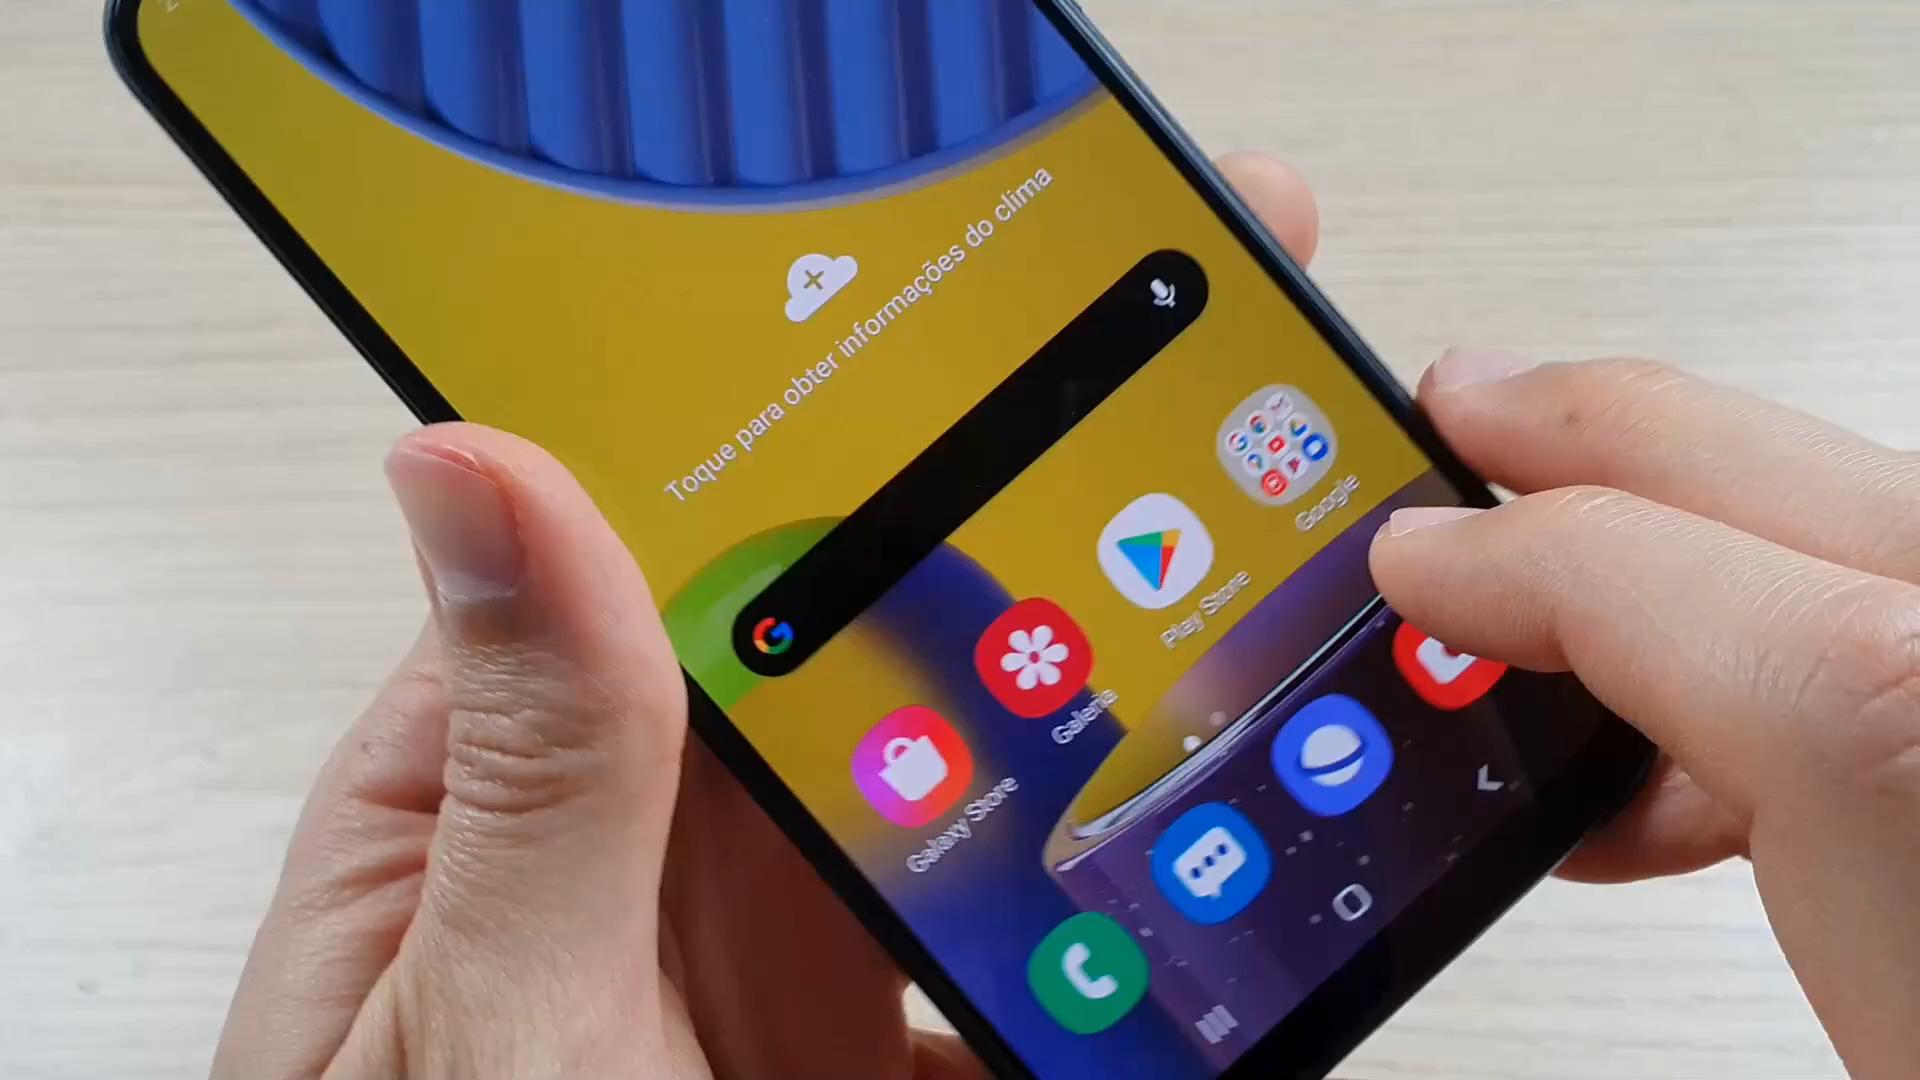 Toque para obter informações do clima
Galaxy Store
Galeria
Play Store
Google